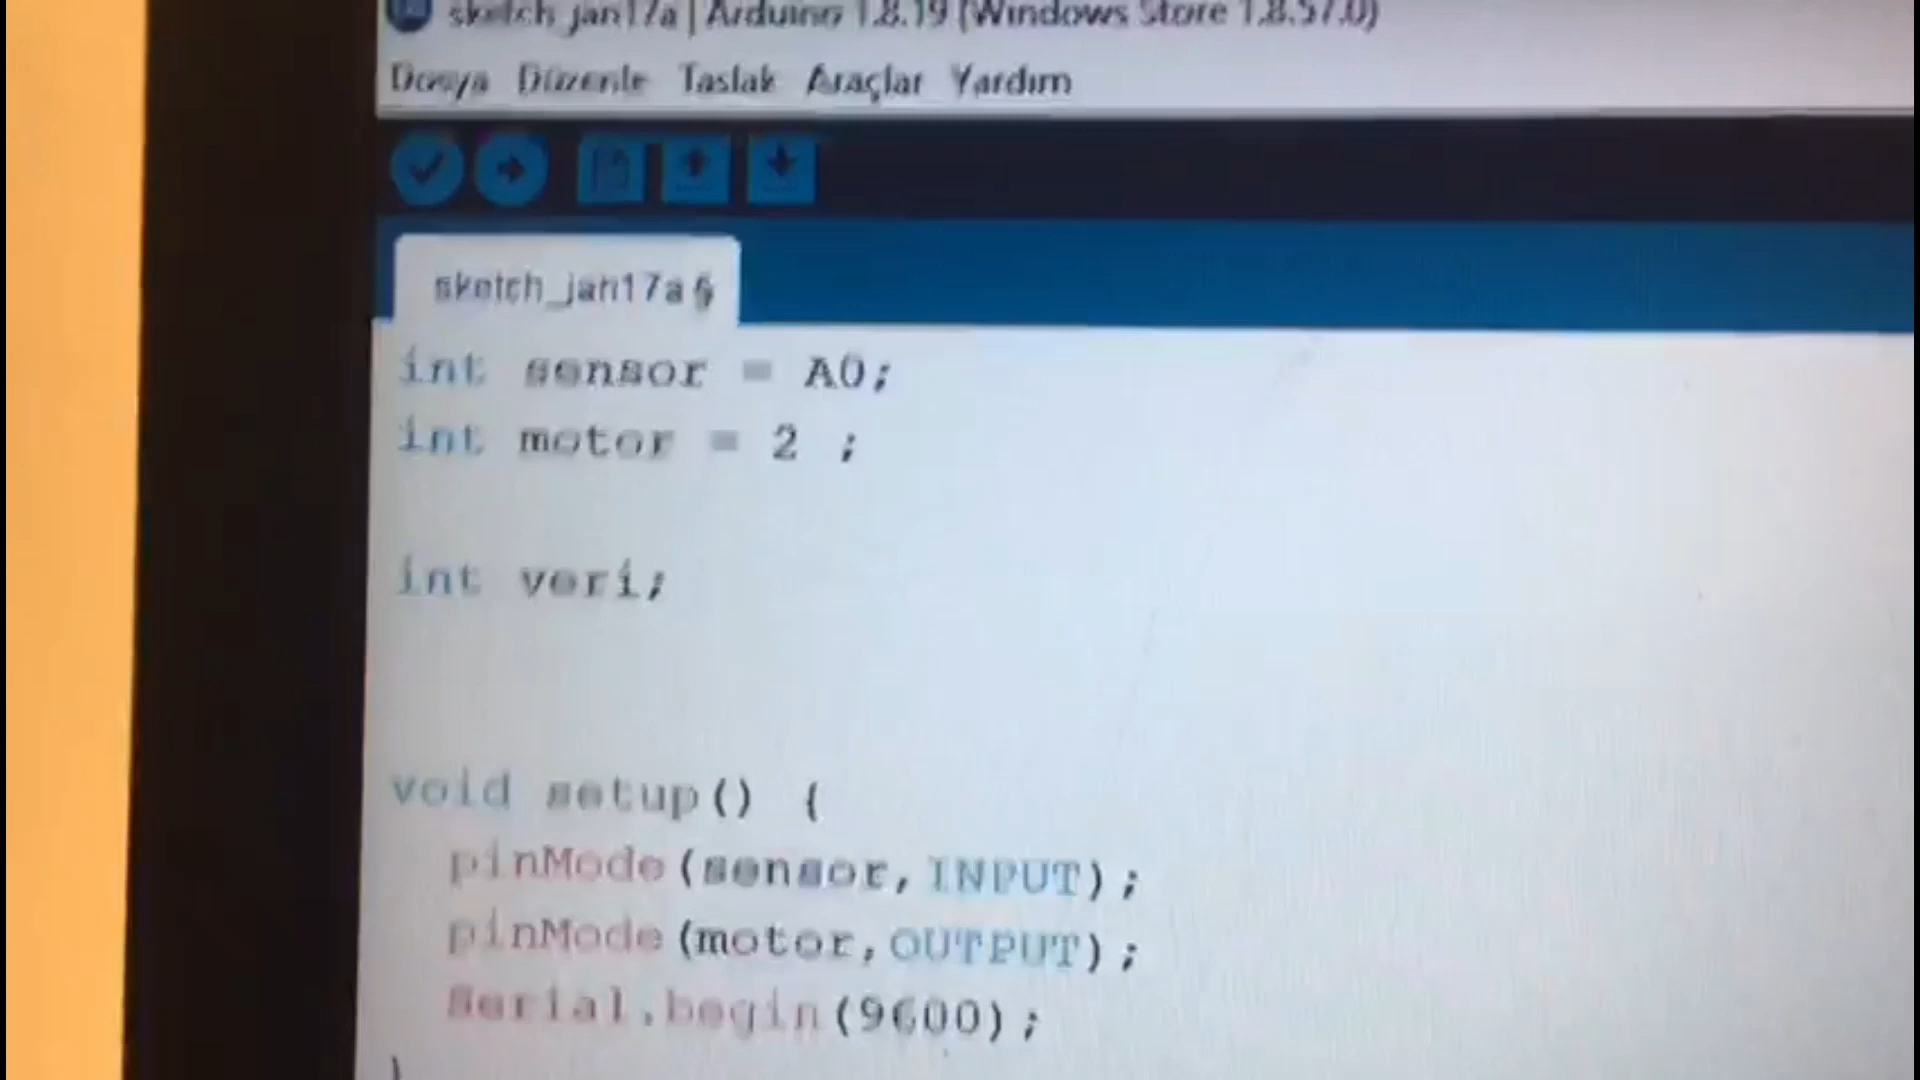 sketch_jan17a | Arduino 1.8.19 (Windows Store 1.8.57.0)
Dosya Düzenle Taslak Araçlar Yardım
sketch_jan17a §
int sensor = A0;
int motor = 2 ;
int veri;
void setup() {
pinMode(sensor,INPUT);
pinMode(motor,OUTPUT);
Serial.begin(9600);
}